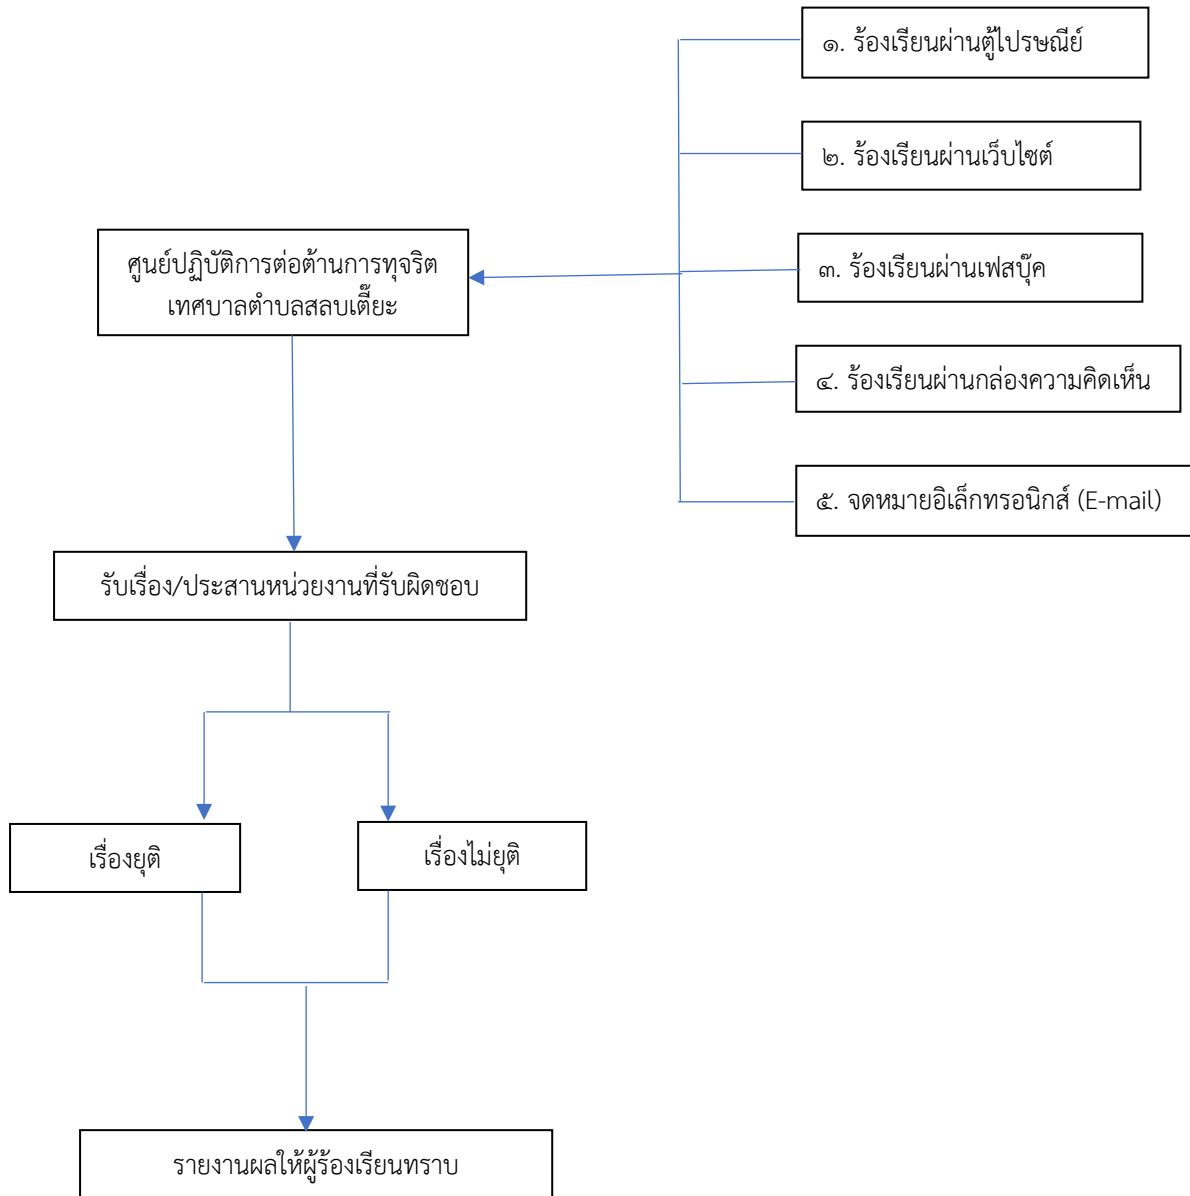 ๑. ร้องเรียนผ่านตู้ไปรษณีย์
๒. ร้องเรียนผ่านเว็บไซต์
ศูนย์ปฏิบัติการต่อต้านการทุจริต
เทศบาลตำบลสลบเตี๊ยะ
๓. ร้องเรียนผ่านเฟสบุ๊ค
๔. ร้องเรียนผ่านกล่องความคิดเห็น
๕. จดหมายอิเล็กทรอนิกส์ (E-mail)
รับเรื่อง/ประสานหน่วยงานที่รับผิดชอบ
เรื่องยุติ
เรื่องไม่ยุติ
รายงานผลให้ผู้ร้องเรียนทราบ